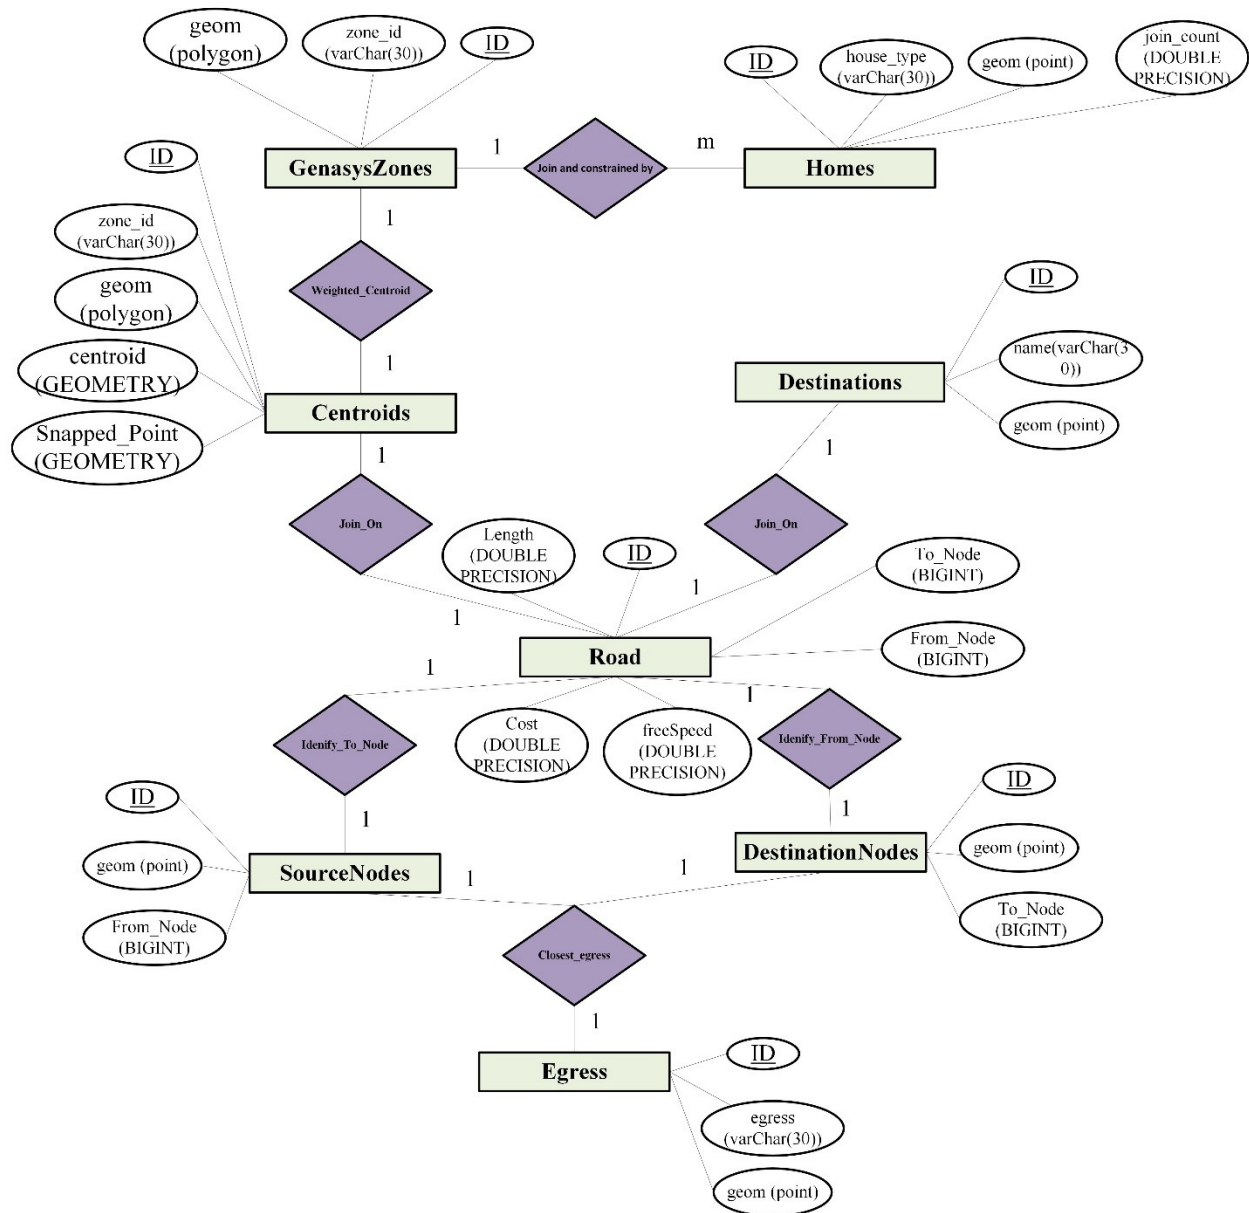 geom
(polygon)
zone_id
(varChar(30))
ID
ID
house_type
(varChar(30))
geom (point)
join_count
(DOUBLE
PRECISION)
GenasysZones
1
Join and constrained by
m
Homes
ID
zone_id
(varChar(30))
geom
(polygon)
centroid
(GEOMETRY)
Snapped_Point
(GEOMETRY)
1
Weighted_Centroid
1
Centroids
1
Join_On
1
ID
name(varChar(3
0))
geom (point)
Destinations
1
Join_On
1
Length
(DOUBLE
PRECISION)
ID
To_Node
(BIGINT)
From_Node
(BIGINT)
Road
1
1
Cost
(DOUBLE
PRECISION)
freeSpeed
(DOUBLE
PRECISION)
Idenify_To_Node
Idenify_From_Node
1
1
ID
geom (point)
From_Node
(BIGINT)
SourceNodes
1
DestinationNodes
1
ID
geom (point)
To_Node
(BIGINT)
Closest_egress
1
Egress
ID
egress
(varChar(30))
geom (point)